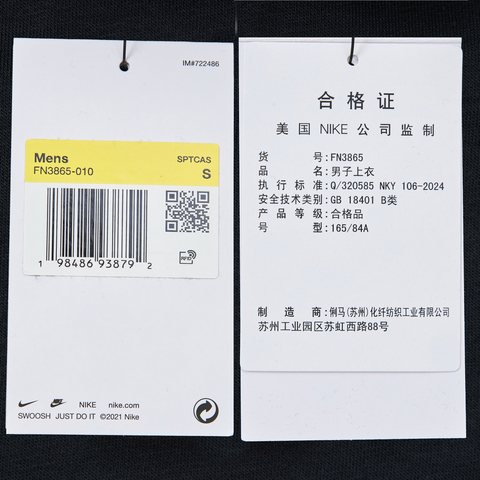 IM#722486
Mens
SPTCAS
FN3865-010
S
1 98486 93879 2
RFID
NIKE nike.com
SWOOSH JUST DO IT ©2021 Nike
合格证
美国 NIKE 公司监制
货号:FN3865
品名:男子上衣
执行标准:Q/320585 NKY 106-2024
安全技术类别:GB 18401 B类
产品等级:合格品
号型:165/84A
制造商:俐马(苏州)化纤纺织工业有限公司
苏州工业园区苏虹西路88号